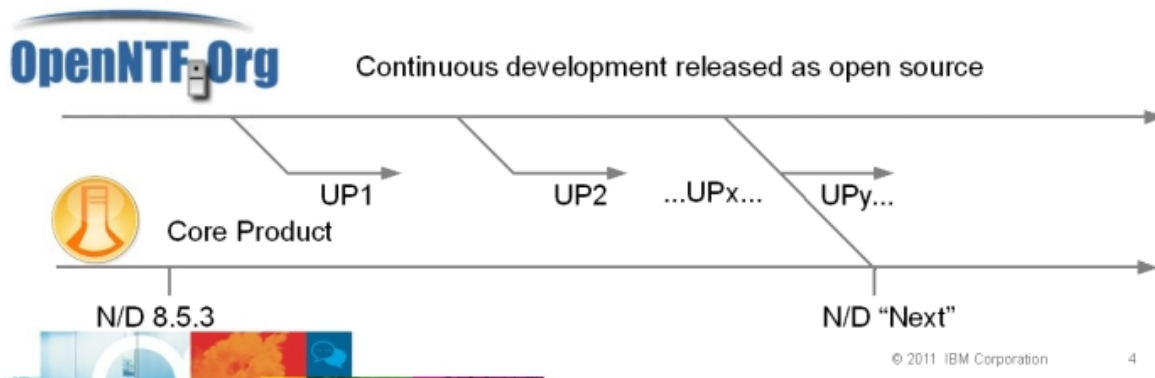 OpenNTF.Org
Continuous development released as open source
UP1
UP2
...UPx...
UPy...
Core Product
N/D 8.5.3
N/D “Next”
© 2011 IBM Corporation
4